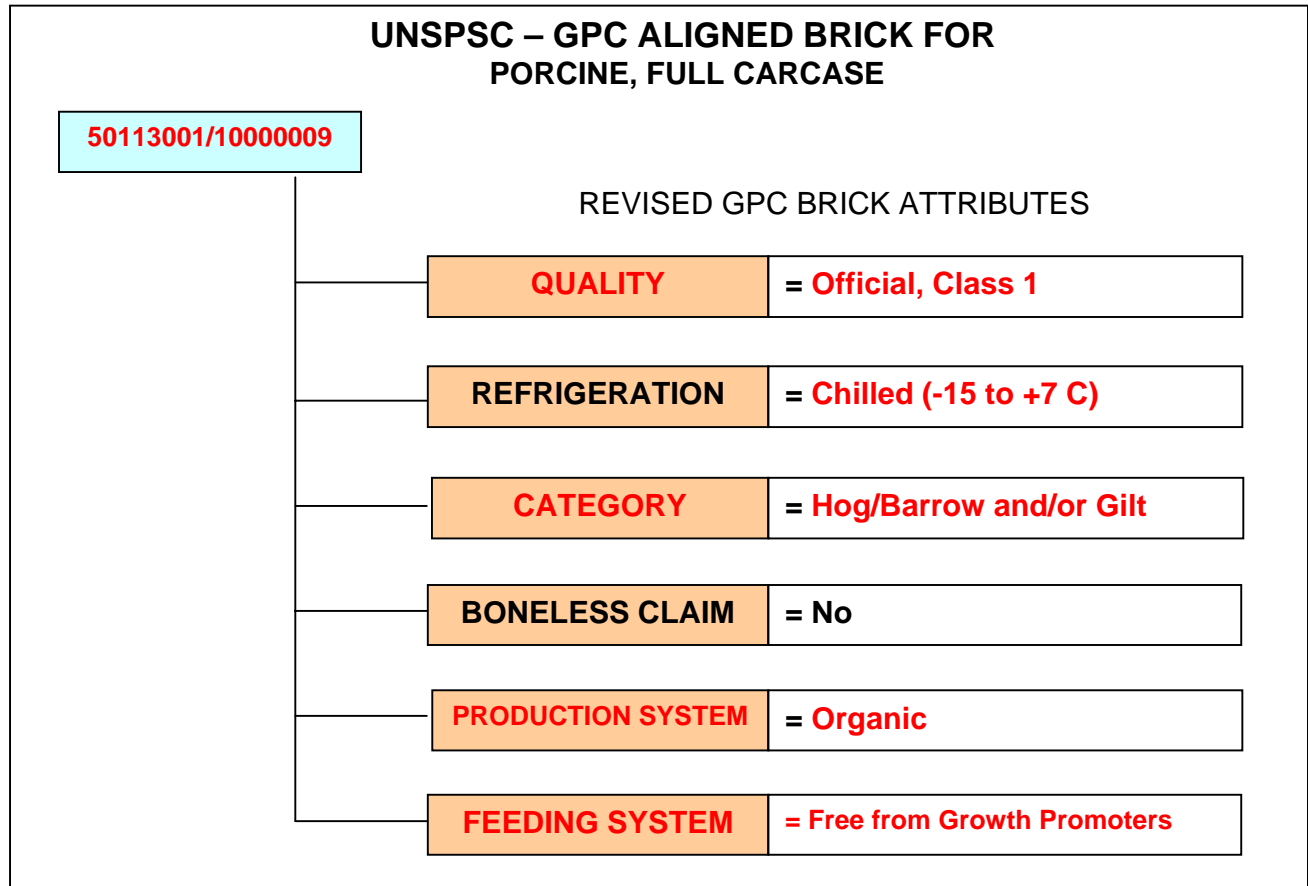 UNSPSC – GPC ALIGNED BRICK FOR
PORCINE, FULL CARCASE
50113001/10000009
REVISED GPC BRICK ATTRIBUTES
QUALITY = Official, Class 1
REFRIGERATION = Chilled (-15 to +7 C)
CATEGORY = Hog/Barrow and/or Gilt
BONELESS CLAIM = No
PRODUCTION SYSTEM = Organic
FEEDING SYSTEM = Free from Growth Promoters